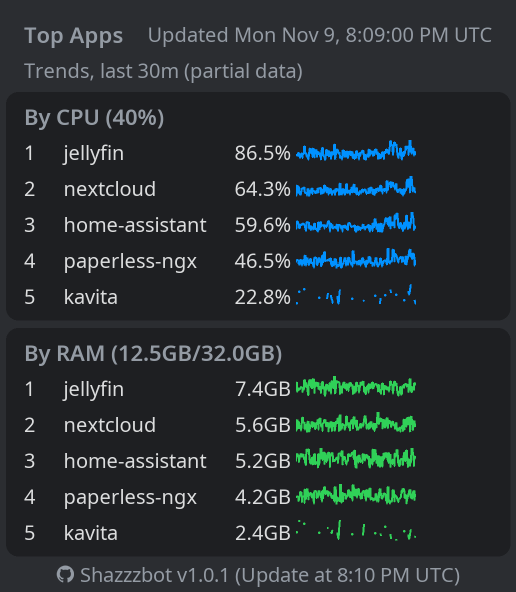 Top Apps Updated Mon Nov 9, 8:09:00 PM UTC
Trends, last 30m (partial data)
By CPU (40%)
1 jellyfin 86.5%
2 nextcloud 64.3%
3 home-assistant 59.6%
4 paperless-ngx 46.5%
5 kavita 22.8%
By RAM (12.5GB/32.0GB)
1 jellyfin 7.4GB
2 nextcloud 5.6GB
3 home-assistant 5.2GB
4 paperless-ngx 4.2GB
5 kavita 2.4GB
Shazzzbot v1.0.1 (Update at 8:10 PM UTC)